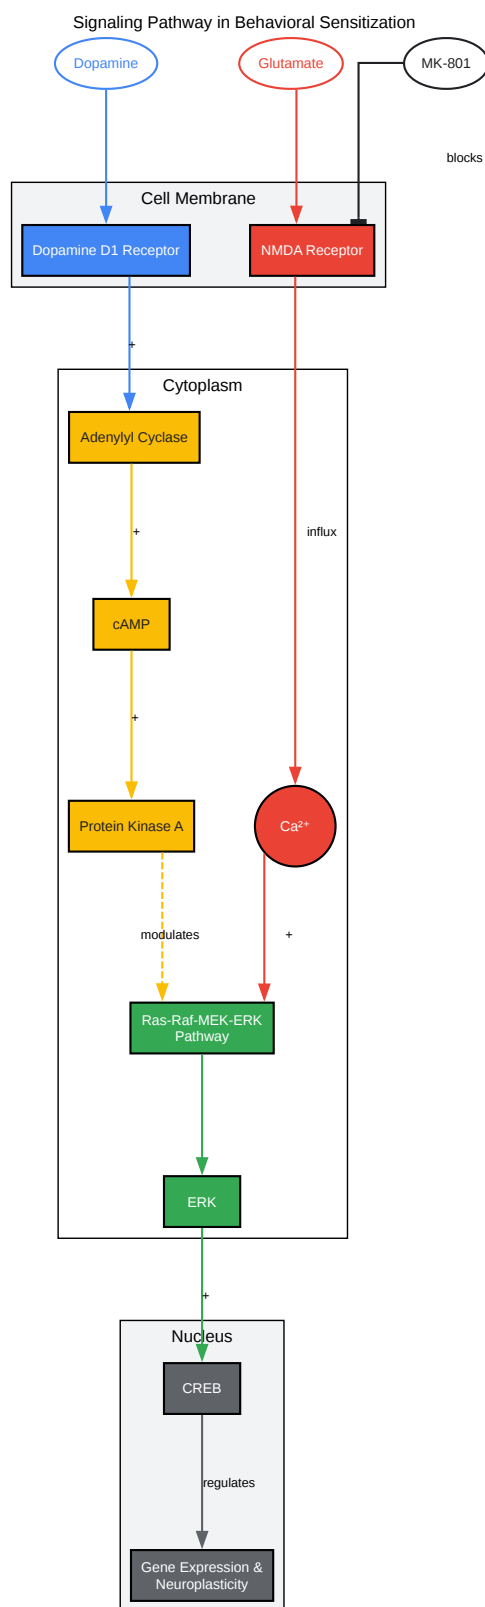 Signaling Pathway in Behavioral Sensitization
Dopamine
Glutamate
MK-801
blocks
Cell Membrane
Dopamine D1 Receptor
NMDA Receptor
+
Cytoplasm
Adenylyl Cyclase
+
influx
cAMP
+
Protein Kinase A
Ca²⁺
modulates
+
Ras-Raf-MEK-ERK
Pathway
ERK
+
Nucleus
CREB
regulates
Gene Expression &
Neuroplasticity